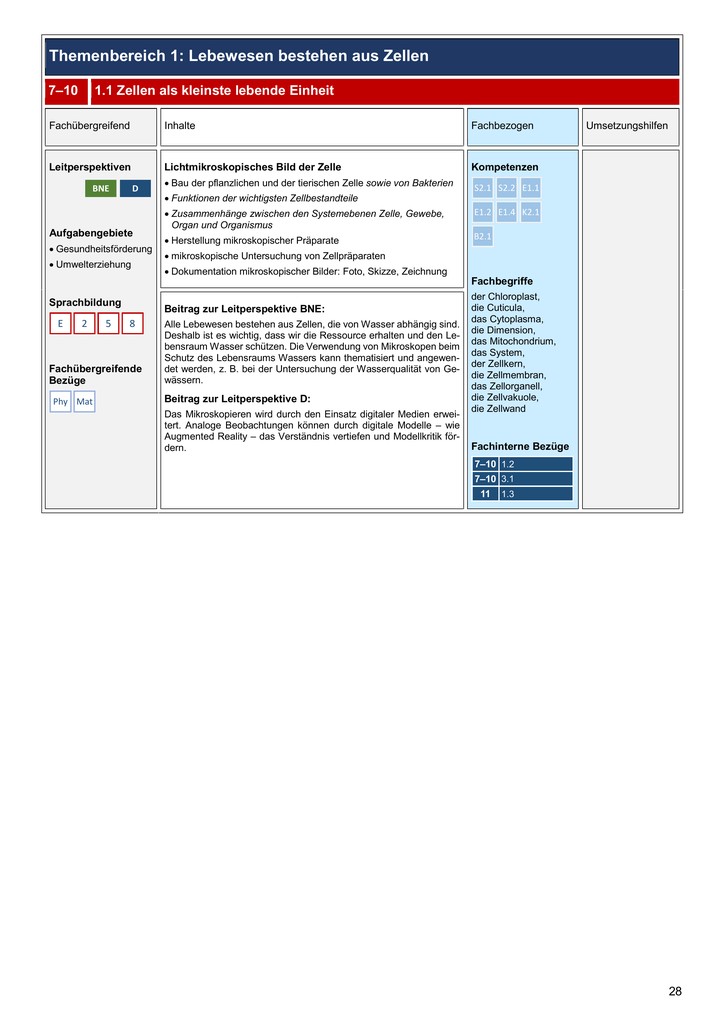 Themenbereich 1: Lebewesen bestehen aus Zellen
7–10 1.1 Zellen als kleinste lebende Einheit
Fachübergreifend
Inhalte
Fachbezogen
Umsetzungshilfen
Leitperspektiven
BNE D
Aufgabengebiete
• Gesundheitsförderung
• Umwelterziehung
Sprachbildung
E 2 5 8
Fachübergreifende
Bezüge
Phy Mat
Lichtmikroskopisches Bild der Zelle
• Bau der pflanzlichen und der tierischen Zelle sowie von Bakterien
• Funktionen der wichtigsten Zellbestandteile
• Zusammenhänge zwischen den Systemebenen Zelle, Gewebe,
Organ und Organismus
• Herstellung mikroskopischer Präparate
• mikroskopische Untersuchung von Zellpräparaten
• Dokumentation mikroskopischer Bilder: Foto, Skizze, Zeichnung
Beitrag zur Leitperspektive BNE:
Alle Lebewesen bestehen aus Zellen, die von Wasser abhängig sind.
Deshalb ist es wichtig, dass wir die Ressource erhalten und den Le-
bensraum Wasser schützen. Die Verwendung von Mikroskopen beim
Schutz des Lebensraums Wassers kann thematisiert und angewen-
det werden, z. B. bei der Untersuchung der Wasserqualität von Ge-
wässern.
Beitrag zur Leitperspektive D:
Das Mikroskopieren wird durch den Einsatz digitaler Medien erwei-
tert. Analoge Beobachtungen können durch digitale Modelle – wie
Augmented Reality – das Verständnis vertiefen und Modellkritik för-
dern.
Kompetenzen
S2.1 S2.2 E1.1
E1.2 E1.4 K2.1
B2.1
Fachbegriffe
der Chloroplast,
die Cuticula,
das Cytoplasma,
die Dimension,
das Mitochondrium,
das System,
der Zellkern,
die Zellmembran,
das Zellorganell,
die Zellvakuole,
die Zellwand
Fachinterne Bezüge
7–10 1.2
7–10 3.1
11 1.3
28